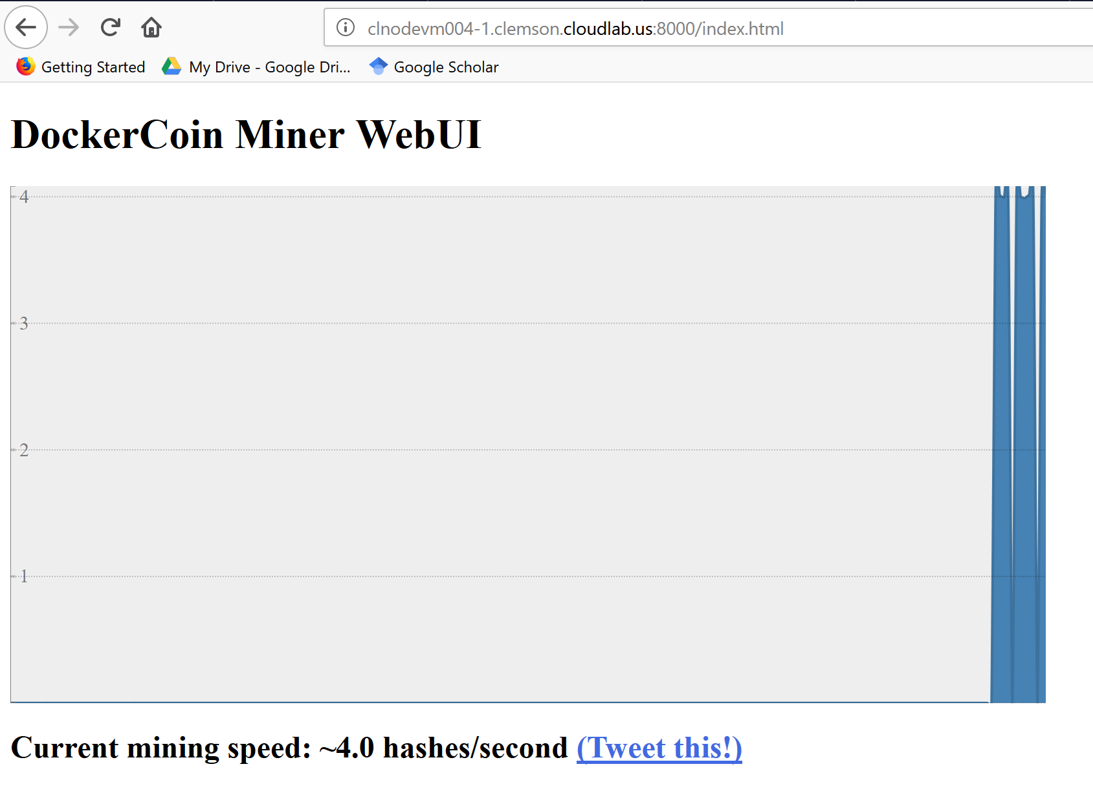 clnodevm004-1.clemson.cloudlab.us:8000/index.html
Getting Started My Drive - Google Dri... Google Scholar
DockerCoin Miner WebUI
4
3
2
1
Current mining speed: ~4.0 hashes/second (Tweet this!)